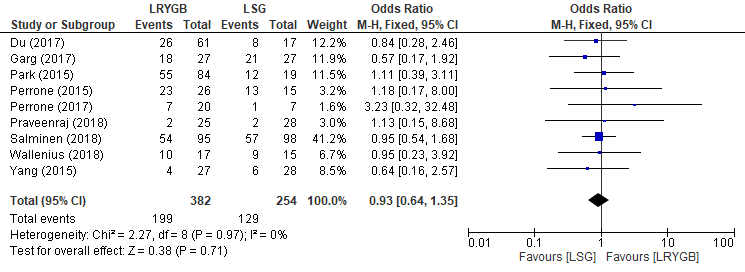 LRYGB LSG Odds Ratio Odds Ratio
Study or Subgroup Events Total Events Total Weight M-H, Fixed, 95% CI M-H, Fixed, 95% CI
Du (2017) 26 61 8 17 12.2% 0.84 [0.28, 2.46]
Garg (2017) 18 27 21 27 11.6% 0.57 [0.17, 1.92]
Park (2015) 55 84 12 19 12.0% 1.11 [0.39, 3.11]
Perrone (2015) 23 26 13 15 3.1% 1.18 [0.17, 8.00]
Perrone (2017) 7 20 1 7 1.5% 3.23 [0.32, 32.48]
Praveenraj (2018) 2 25 2 28 2.9% 1.13 [0.15, 8.68]
Salminen (2018) 54 95 57 98 41.2% 0.95 [0.54, 1.68]
Wallenius (2018) 10 17 9 15 7.0% 0.95 [0.23, 3.92]
Yang (2015) 4 27 6 28 8.5% 0.64 [0.16, 2.57]
Total (95% CI) 382 254 100.0% 0.93 [0.64, 1.35]
Total events 199 129
Heterogeneity: Chi² = 2.27, df = 8 (P = 0.97); I² = 0%
Test for overall effect: Z = 0.38 (P = 0.71)
0.01 0.1 1 10 100
Favours [LSG] Favours [LRYGB]